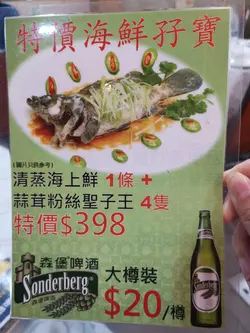 特價海鮮孖寶
(圖片只供參考)
清蒸海上鮮 1條 +
蒜茸粉絲聖子王 4隻
特價$398
森堡啤酒
Sonderberg
大樽裝
$20/樽